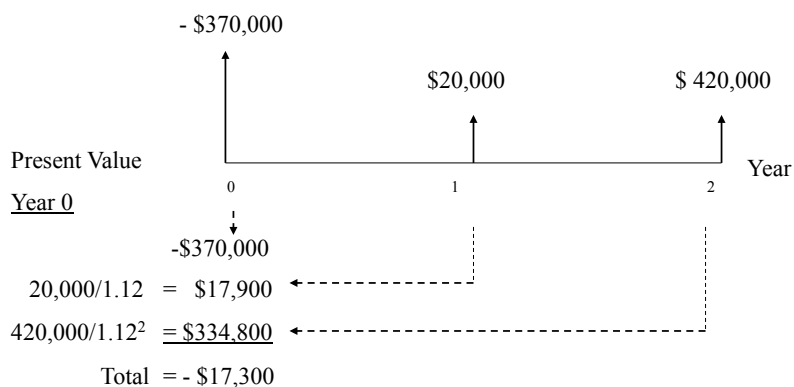 - $370,000
$20,000 $ 420,000
Present Value
Year
0 1 2
Year 0
-$370,000
20,000/1.12 = $17,900
420,000/1.12² = $334,800
Total = - $17,300